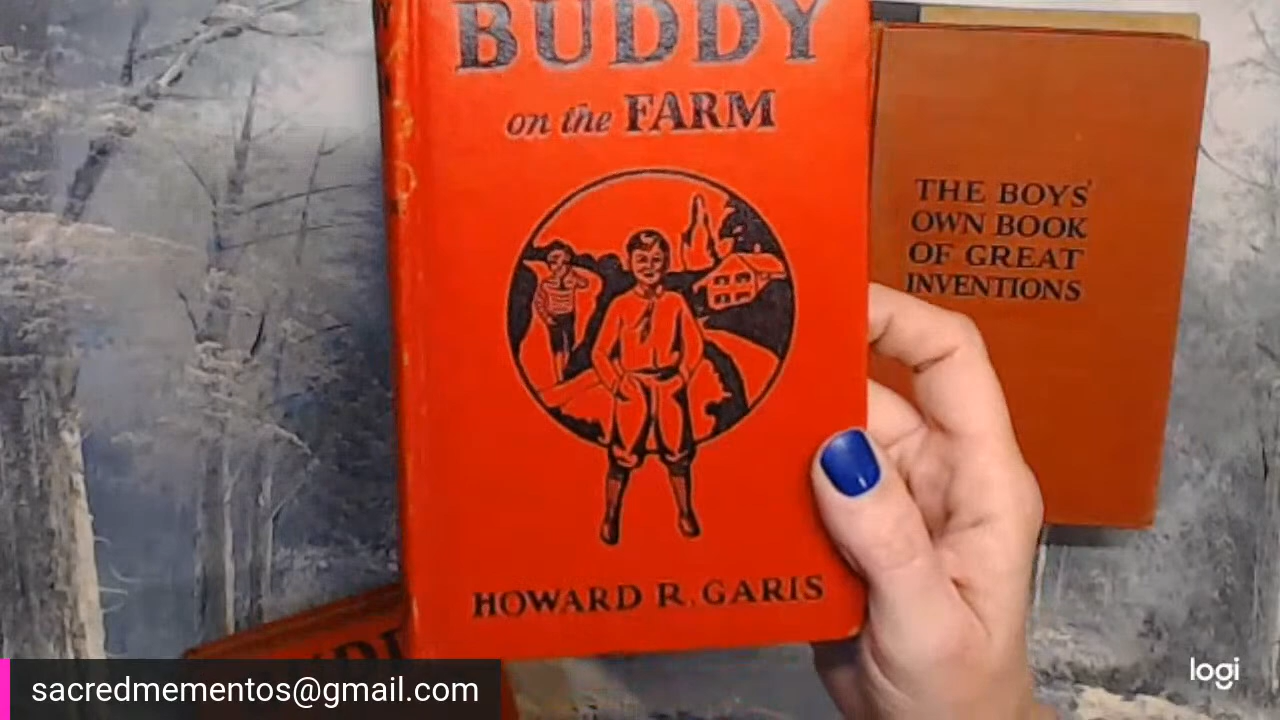 BUDDY
on the FARM
HOWARD R. GARIS
THE BOYS'
OWN BOOK
OF GREAT
INVENTIONS
sacredmementos@gmail.com
logi